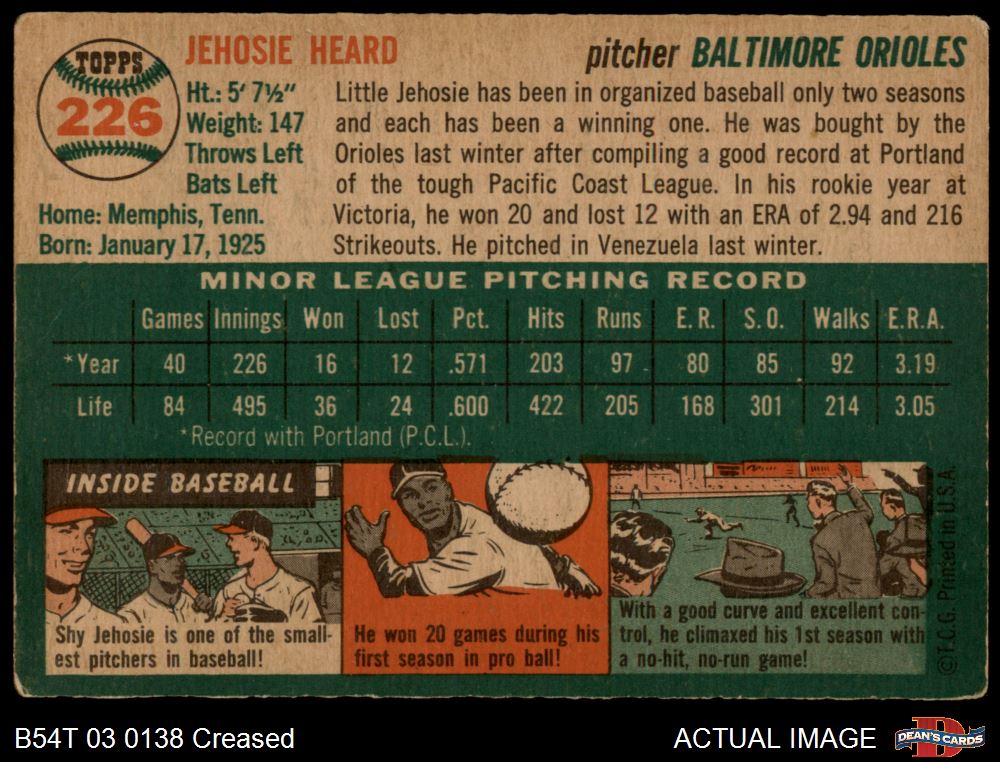 TOPPS
226
JEHOSIE HEARD
pitcher BALTIMORE ORIOLES
Ht.: 5' 7½"
Weight: 147
Throws Left
Bats Left
Home: Memphis, Tenn.
Born: January 17, 1925
Little Jehosie has been in organized baseball only two seasons
and each has been a winning one. He was bought by the
Orioles last winter after compiling a good record at Portland
of the tough Pacific Coast League. In his rookie year at
Victoria, he won 20 and lost 12 with an ERA of 2.94 and 216
Strikeouts. He pitched in Venezuela last winter.
MINOR LEAGUE PITCHING RECORD
Games Innings Won Lost Pct. Hits Runs E.R. S.O. Walks E.R.A.
*Year 40 226 16 12 .571 203 97 80 85 92 3.19
Life 84 495 36 24 .600 422 205 168 301 214 3.05
*Record with Portland (P.C.L.).
INSIDE BASEBALL
Shy Jehosie is one of the small-
est pitchers in baseball!
He won 20 games during his
first season in pro ball!
With a good curve and excellent con-
trol, he climaxed his 1st season with
a no-hit, no-run game!
©T.C.G. Printed in U.S.A.
B54T 03 0138 Creased
ACTUAL IMAGE
DEAN'S CARDS